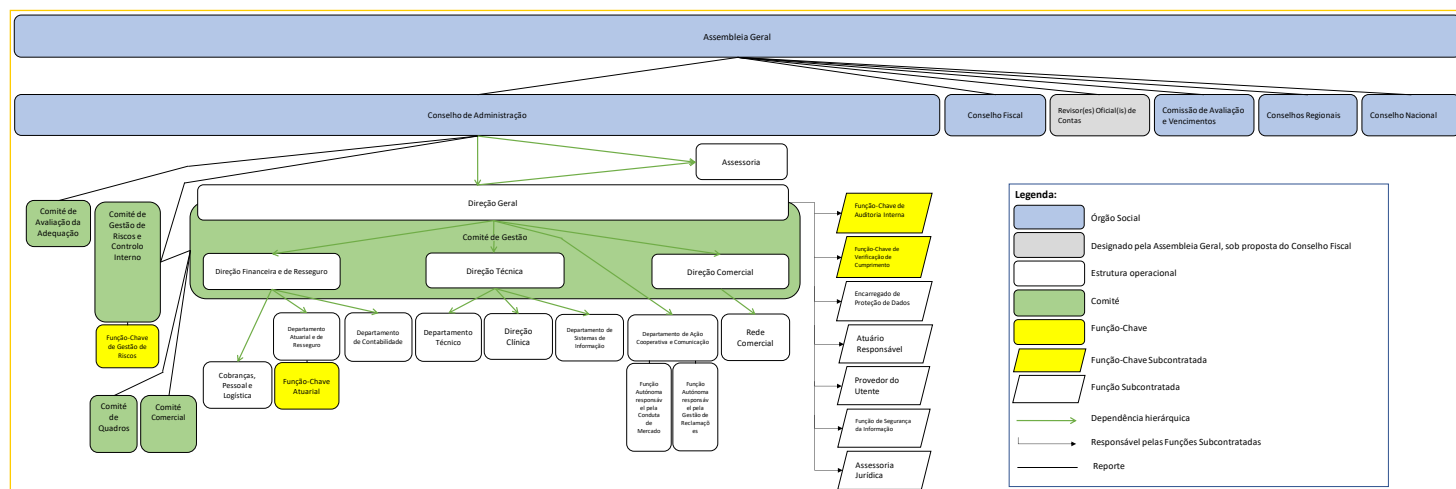 Assembleia Geral
Conselho de Administração
Conselho Fiscal
Revisor(es) Oficial(is) de
Contas
Comissão de Avaliação
e Vencimentos
Conselhos Regionais
Conselho Nacional
Assessoria
Comité de
Avaliação da
Adequação
Comité de
Gestão de
Riscos e
Controlo
Interno
Função-Chave
de Gestão de
Riscos
Comité
de
Quadros
Comité
Comercial
Direção Geral
Comité de Gestão
Direção Financeira e de Resseguro
Direção Técnica
Direção Comercial
Cobranças,
Pessoal e
Logística
Departamento
Atuarial e de
Resseguro
Função-Chave
Atuarial
Departamento
de Contabilidade
Departamento
Técnico
Direção
Clínica
Departamento de
Sistemas de
Informação
Departamento de Ação
Cooperativa e Comunicação
Função
Autónoma
responsáv
el pela
Conduta
de
Mercado
Função
Autónoma
responsáv
el pela
Gestão de
Reclamaçõ
es
Rede
Comercial
Função-Chave de
Auditoria Interna
Função-Chave de
Verificação de
Cumprimento
Encarregado de
Proteção de Dados
Atuário
Responsável
Provedor do
Utente
Função de Segurança
da Informação
Assessoria
Jurídica
Legenda:
Órgão Social
Designado pela Assembleia Geral, sob proposta do Conselho Fiscal
Estrutura operacional
Comité
Função-Chave
Função-Chave Subcontratada
Função Subcontratada
Dependência hierárquica
Responsável pelas Funções Subcontratadas
Reporte